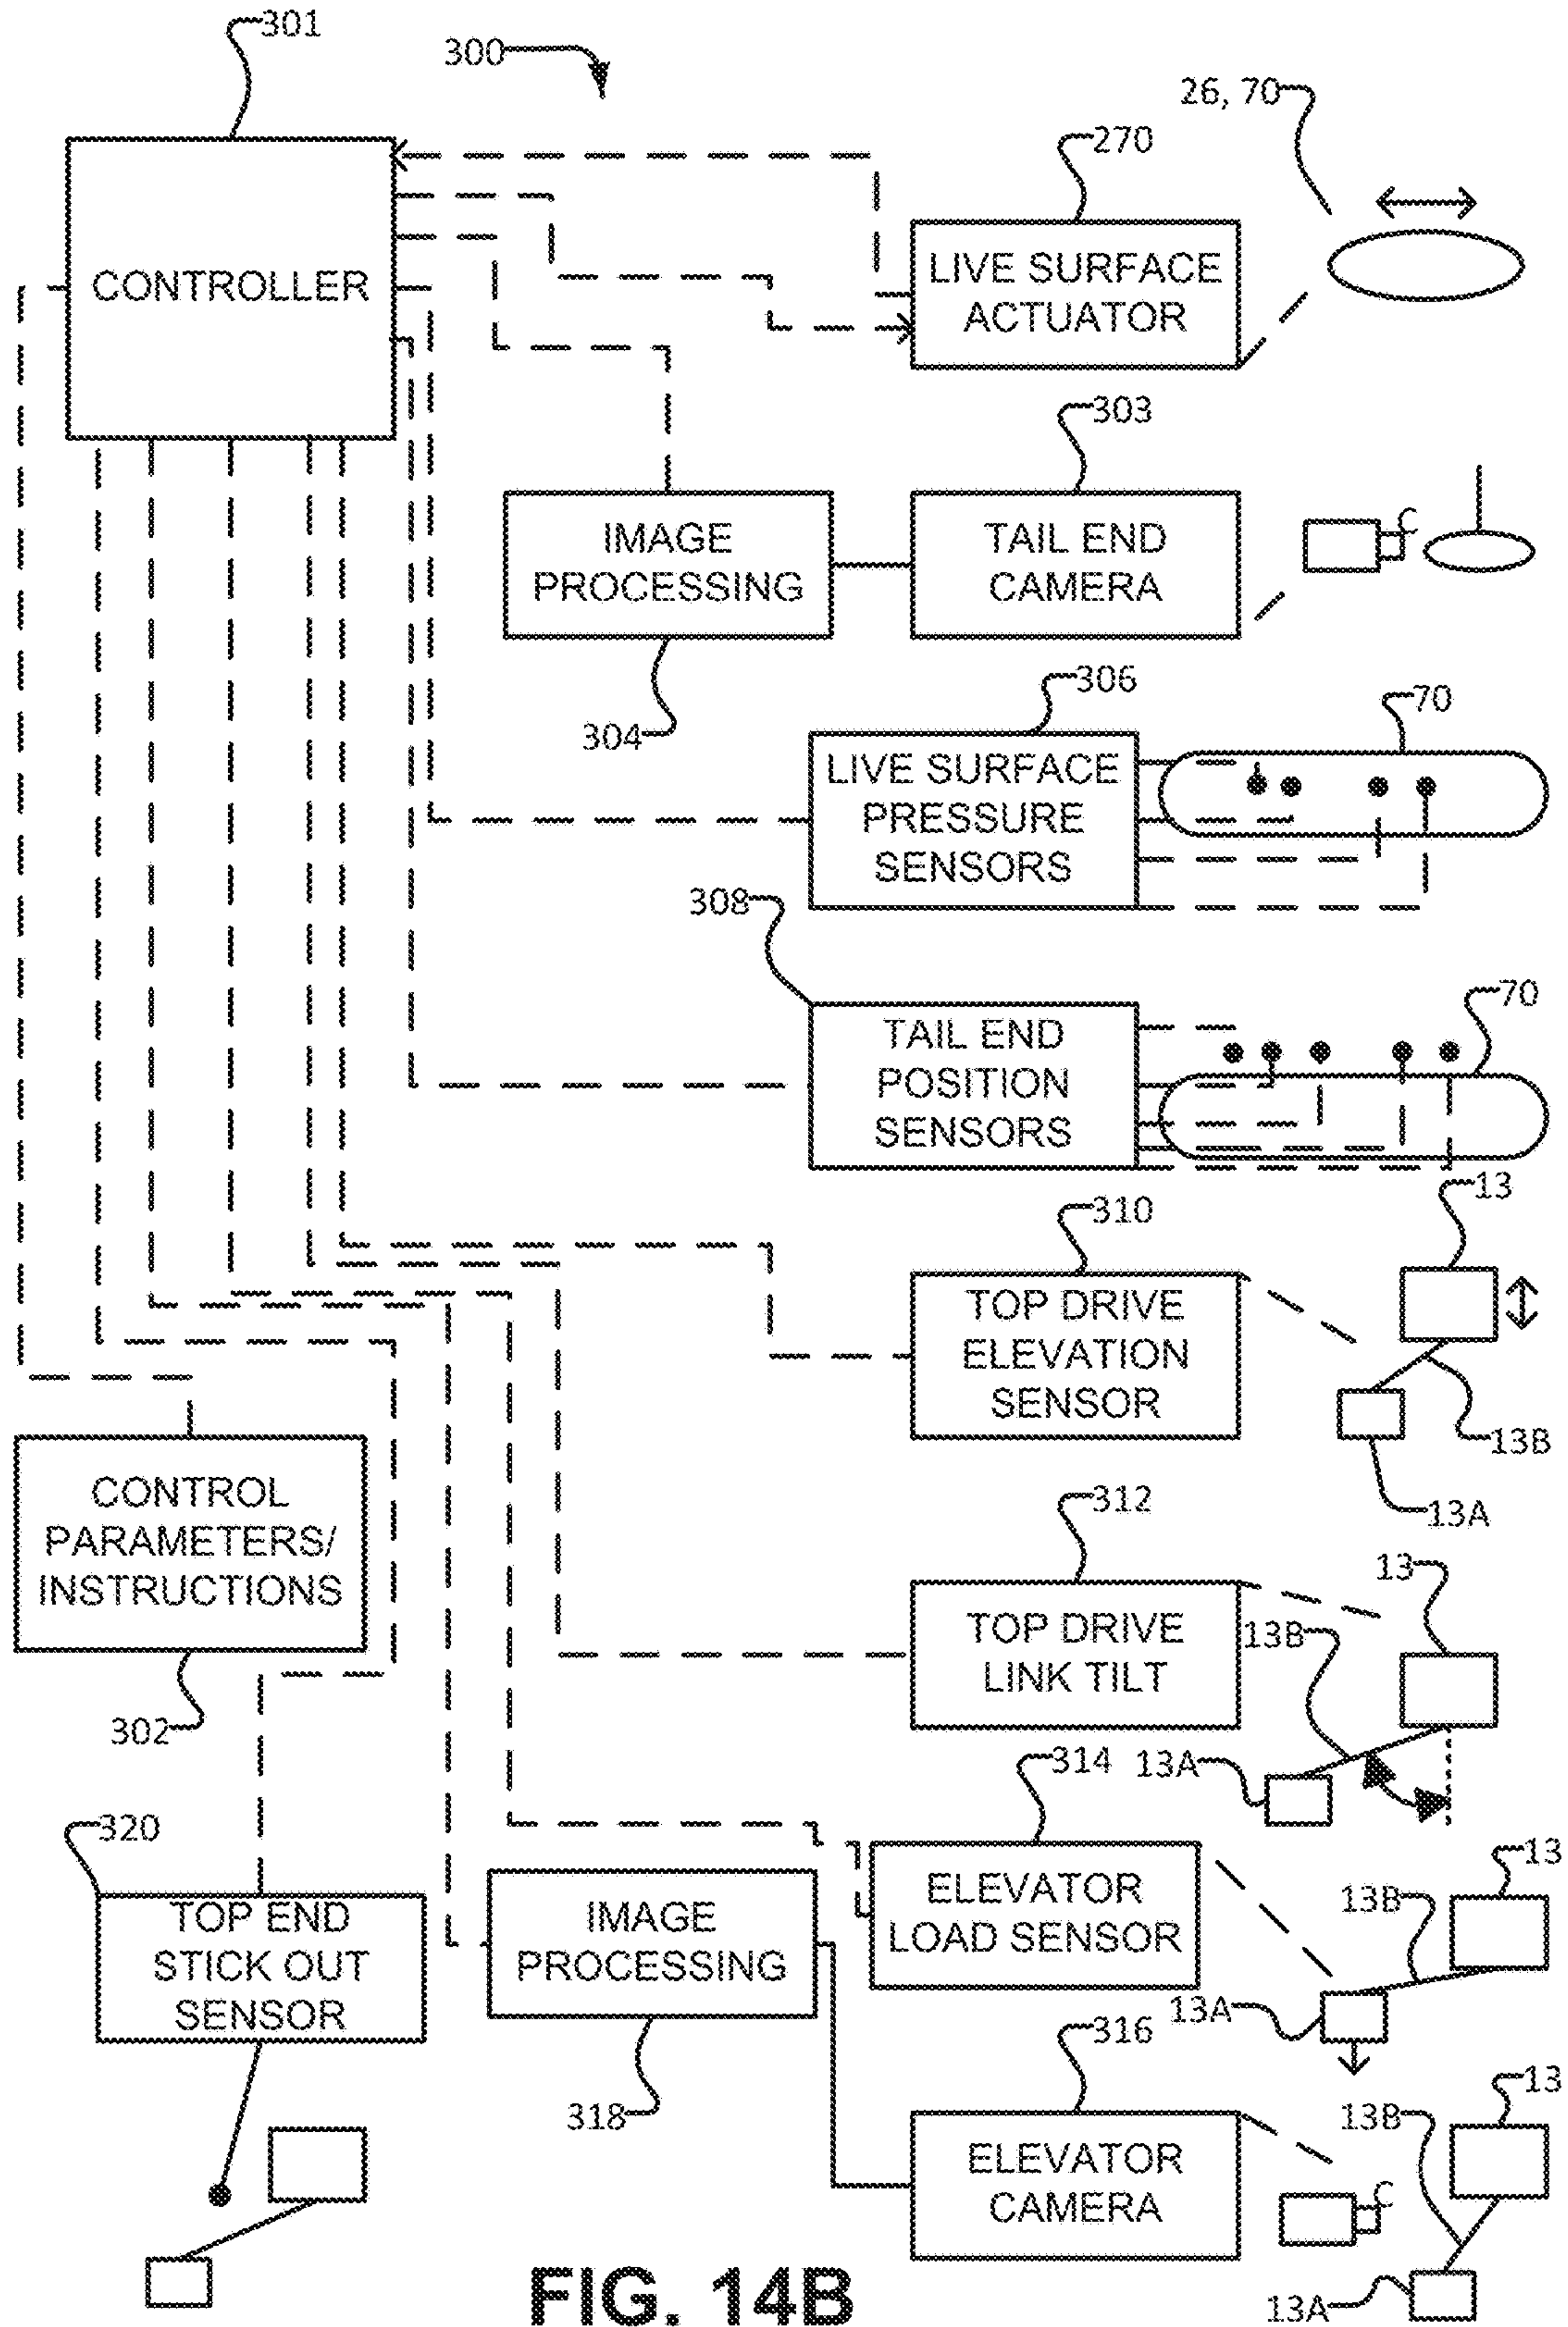 301
300
26, 70
270
CONTROLLER
LIVE SURFACE
ACTUATOR
303
IMAGE
PROCESSING
TAIL END
CAMERA
C
304
306
70
LIVE SURFACE
PRESSURE
SENSORS
308
70
TAIL END
POSITION
SENSORS
310
13
TOP DRIVE
ELEVATION
SENSOR
13B
13A
CONTROL
PARAMETERS/
INSTRUCTIONS
302
312
13
TOP DRIVE
LINK TILT
13B
13A
314
320
TOP END
STICK OUT
SENSOR
IMAGE
PROCESSING
318
ELEVATOR
LOAD SENSOR
13
13B
13A
316
13
13B
ELEVATOR
CAMERA
C
13A
FIG. 14B